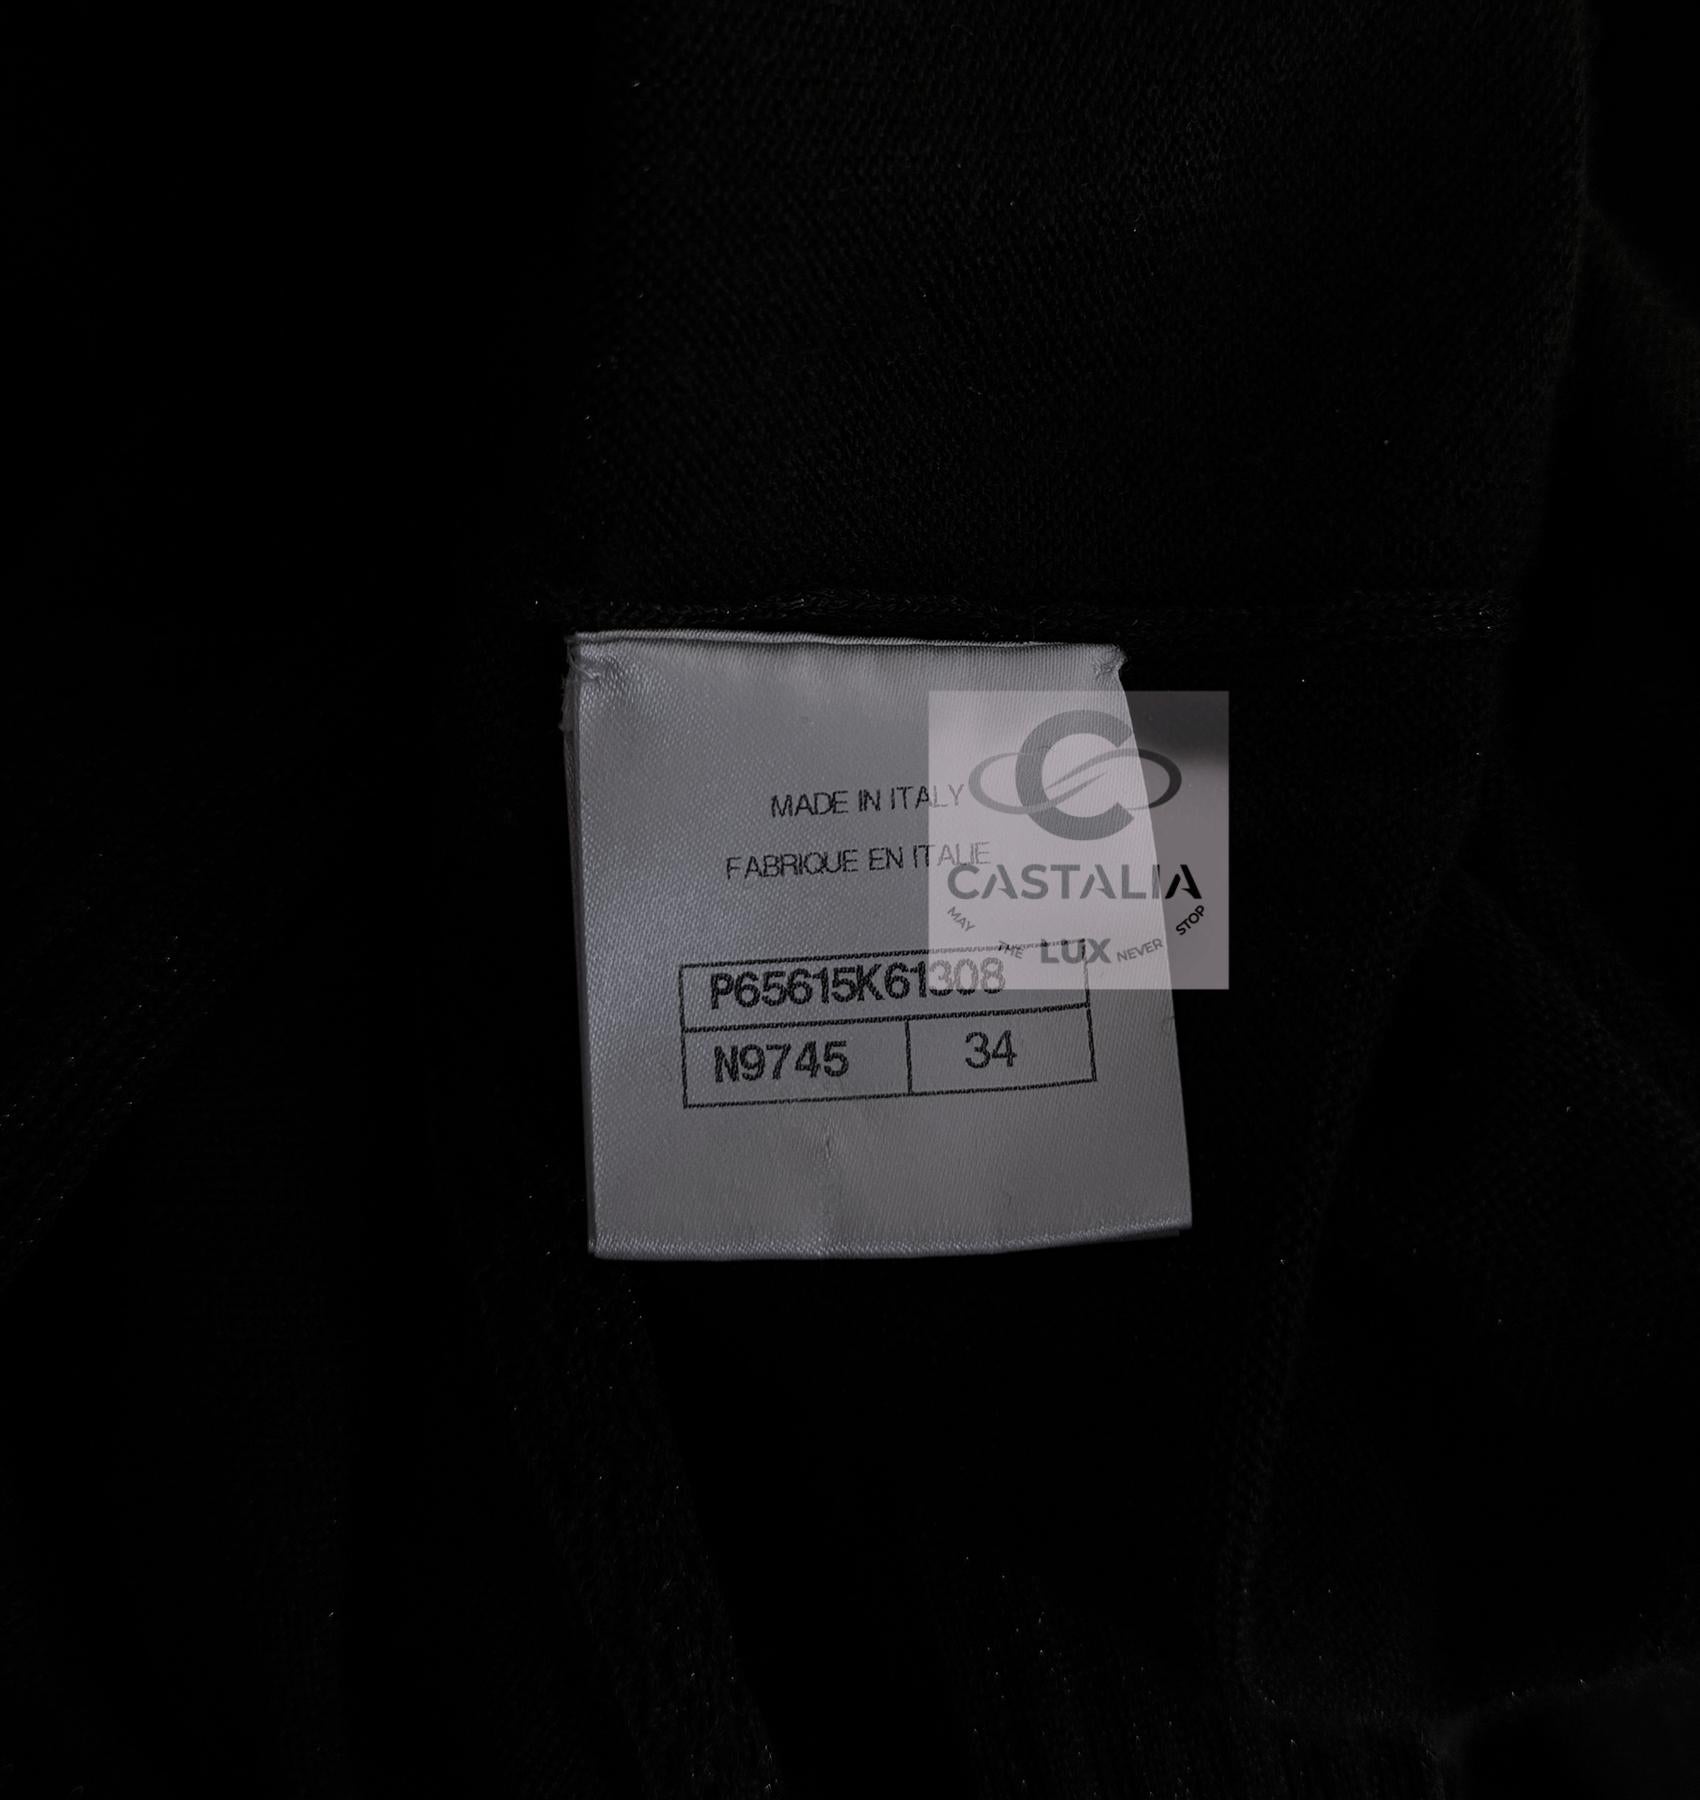 MADE IN ITALY
FABRIQUE EN ITALIE
CASTALIA
MAY THE LUX NEVER STOP
P65615K61308
N9745 34